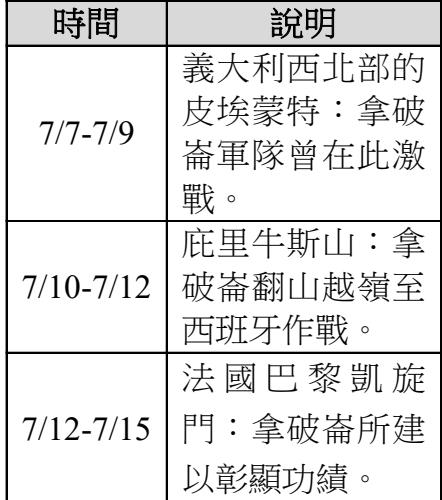 時間 說明
義大利西北部的
皮埃蒙特：拿破
7/7-7/9
崙軍隊曾在此激
戰。
庇里牛斯山：拿
7/10-7/12 破崙翻山越嶺至
西班牙作戰。
法國巴黎凱旋
7/12-7/15 門：拿破崙所建
以彰顯功績。